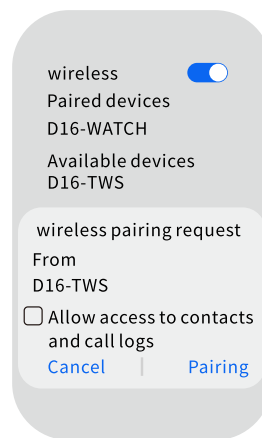 wireless
Paired devices
D16-WATCH
Available devices
D16-TWS
wireless pairing request
From
D16-TWS
Allow access to contacts
and call logs
Cancel | Pairing